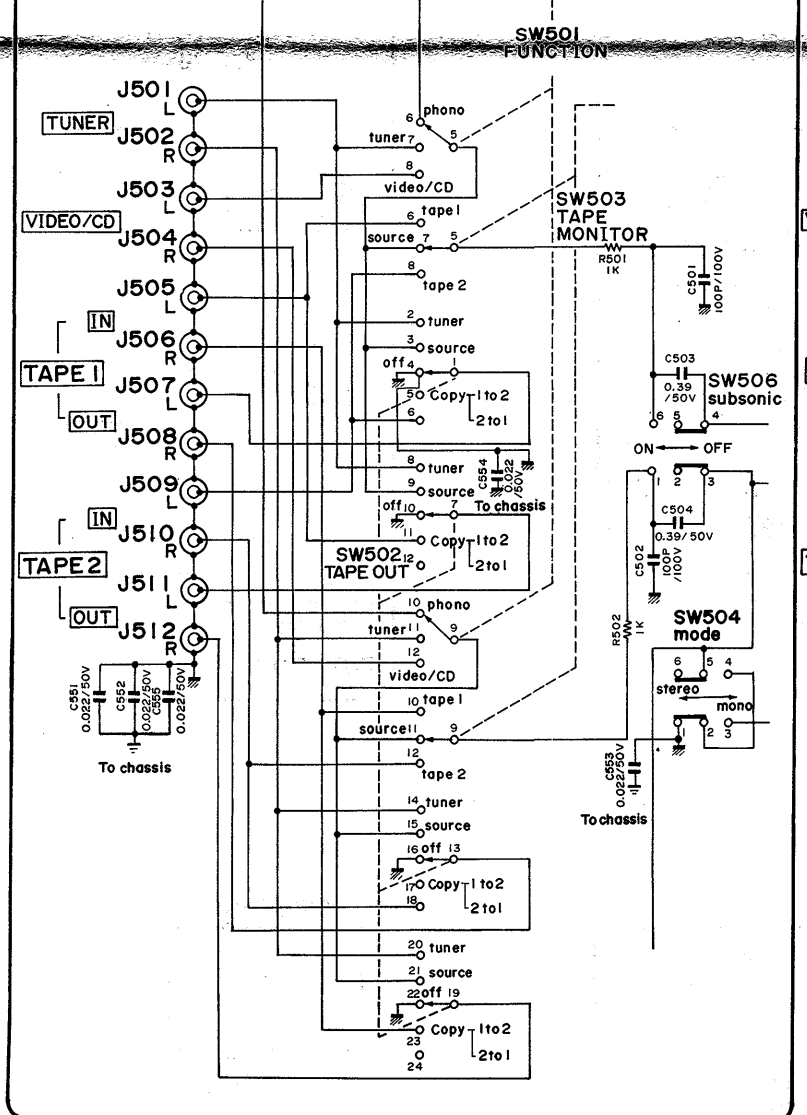 SW501
FUNCTION
J501
L
TUNER
J502
R
J503
L
VIDEO/CD
J504
R
J505
L
IN
J506
R
TAPE 1
J507
L
OUT
J508
R
J509
L
IN
J510
R
TAPE 2
J511
L
OUT
J512
R
C551
0.022/50V
C552
0.022/50V
C555
0.022/50V
To chassis
6 phono
tuner 7 5
8
video/CD
6 tape 1
source 7 5
8
tape 2
SW503
TAPE
MONITOR
R501
1K
C501
100P/100V
2 tuner
3 source
off 4 1
5 Copy 1 to 2
6 2 to 1
8 tuner
9 source
C554
0.022
/50V
To chassis
off 10 7
11 Copy 1 to 2
12 2 to 1
SW502
TAPE OUT
C503
0.39
/50V
SW506
subsonic
6 5 4
ON OFF
1 2 3
C504
0.39/50V
C502
100P
/100V
R502
1K
10 phono
tuner 11 9
12
video/CD
10 tape 1
source 11 9
12
tape 2
SW504
mode
6 5 4
stereo
mono
1 2 3
C553
0.022/50V
To chassis
14 tuner
15 source
16 off 13
17 Copy 1 to 2
18 2 to 1
20 tuner
21 source
22 off 19
Copy 1 to 2
23
2 to 1
24